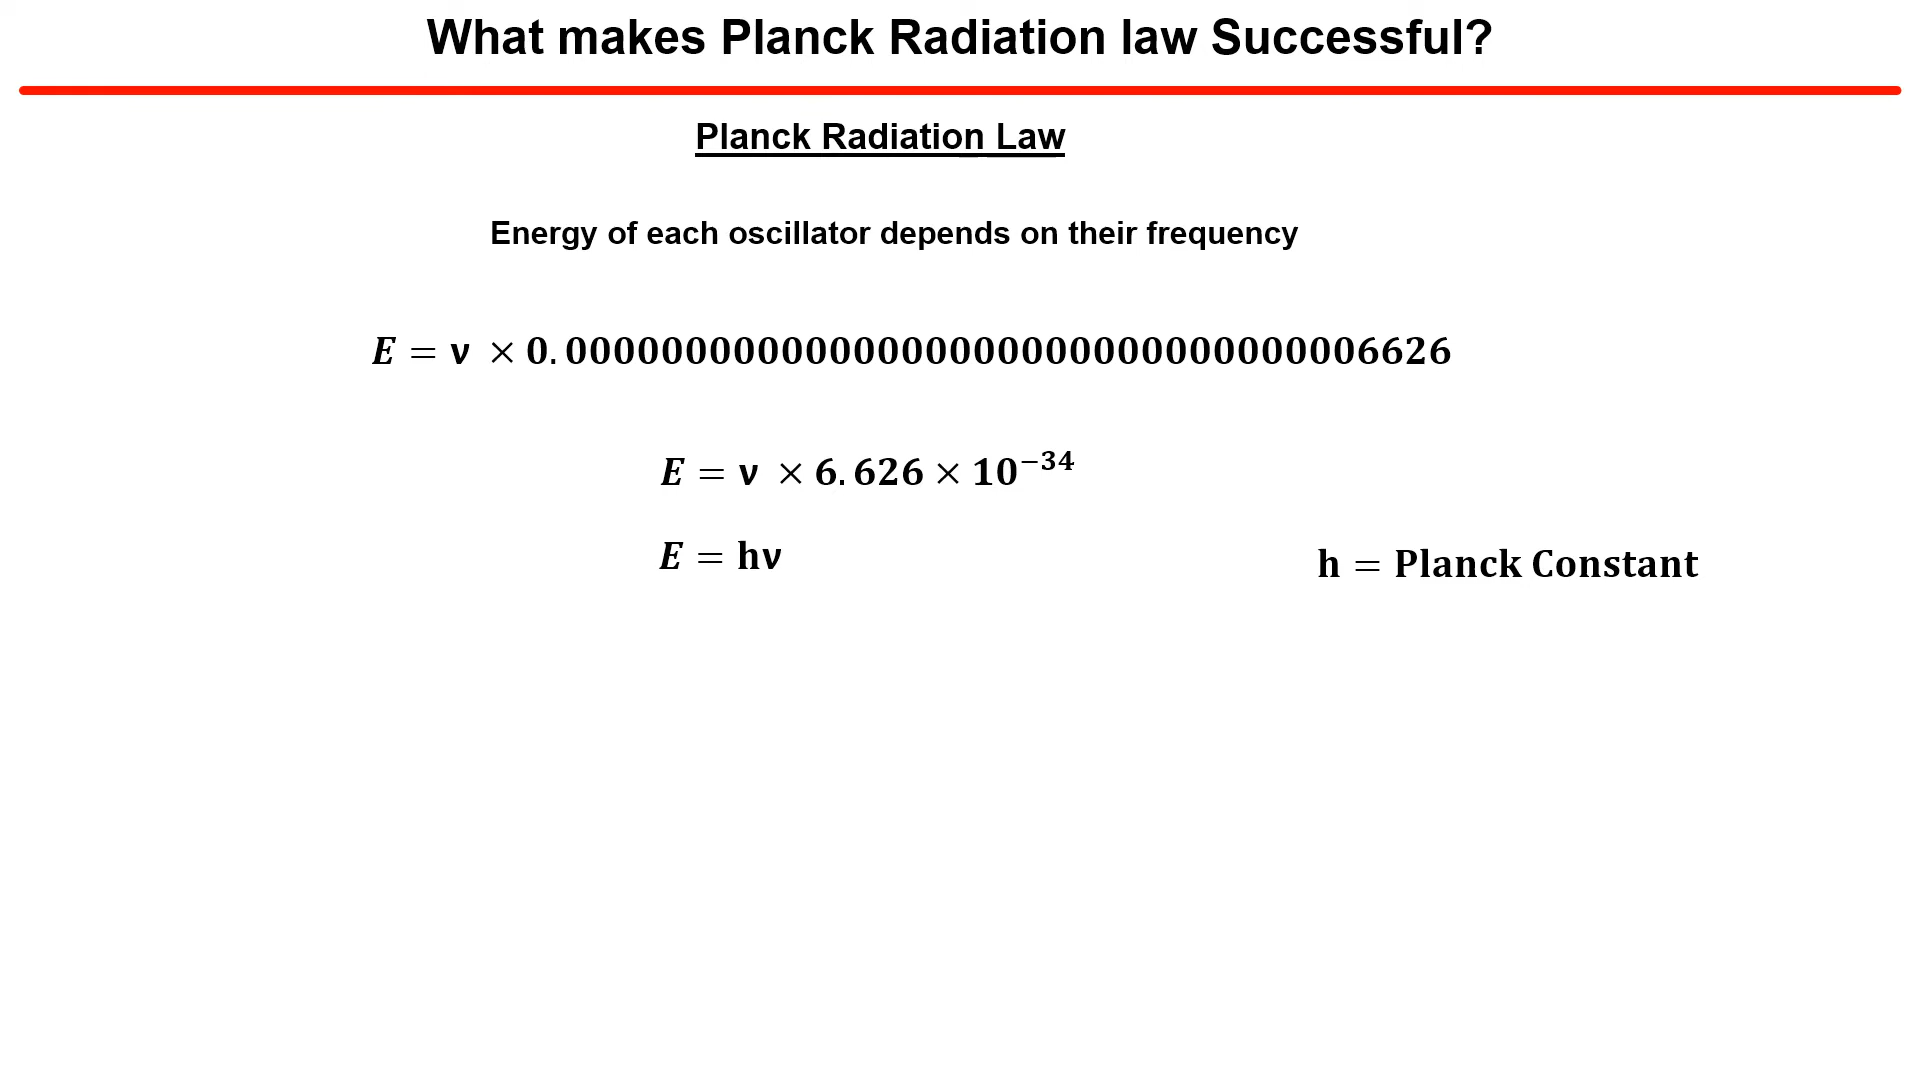 What makes Planck Radiation law Successful?
Planck Radiation Law
Energy of each oscillator depends on their frequency
E = ν × 0.0000000000000000000000000000000006626
E = ν × 6.626 × 10⁻³⁴
E = hν
h = Planck Constant